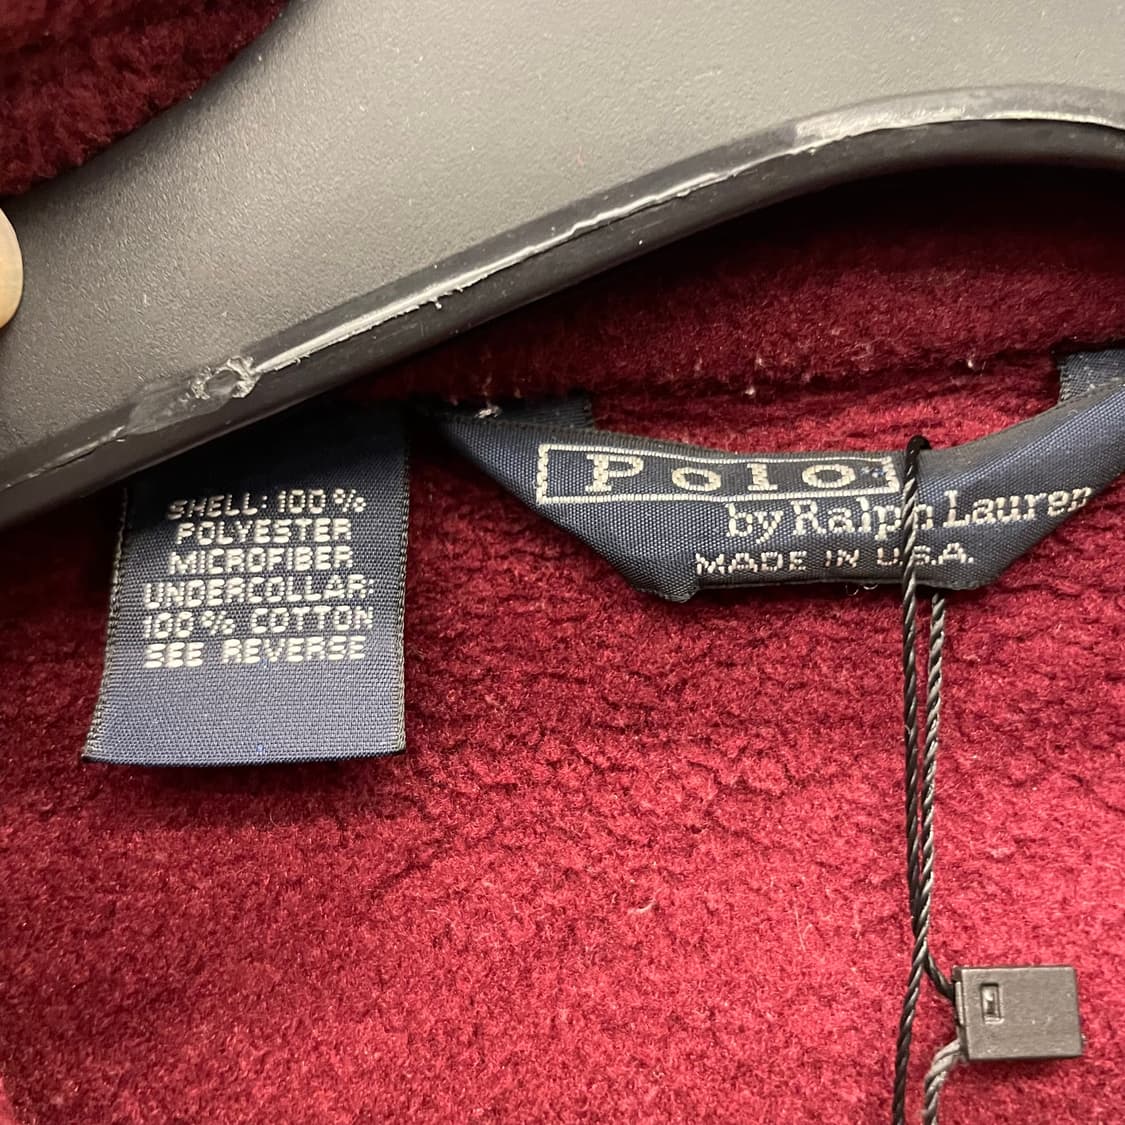 SHELL: 100%
POLYESTER
MICROFIBER
UNDERCOLLAR:
100% COTTON
SEE REVERSE
Polo
by Ralph Lauren
MADE IN U.S.A.